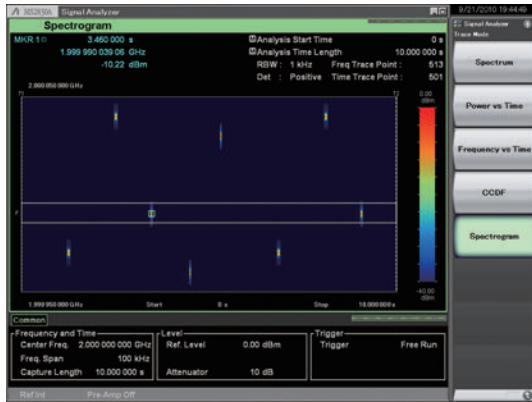 MS2830A Signal Analyzer
9/21/2010 19:44:49
Spectrogram
MKR 1
3.460 000 s
1.999 990 039 06 GHz
-10.22 dBm
Analysis Start Time 0 s
Analysis Time Length 10.000 000 s
RBW : 1 kHz Freq Trace Point : 513
Det : Positive Time Trace Point : 501
2.000 050 000 GHz
T1
T2
0.00
dBm
F
-40.00
dBm
1.999 950 000 GHz Start 0 s Stop 10.000 000 s
Common
Frequency and Time
Center Freq. 2.000 000 000 GHz
Freq. Span 100 kHz
Capture Length 10.000 000 s
Level
Ref. Level 0.00 dBm
Attenuator 10 dB
Trigger
Trigger Free Run
Ref.Int Pre-Amp Off
Signal Analyzer
Trace Mode
Spectrum
Power vs Time
Frequency vs Time
CCDF
Spectrogram